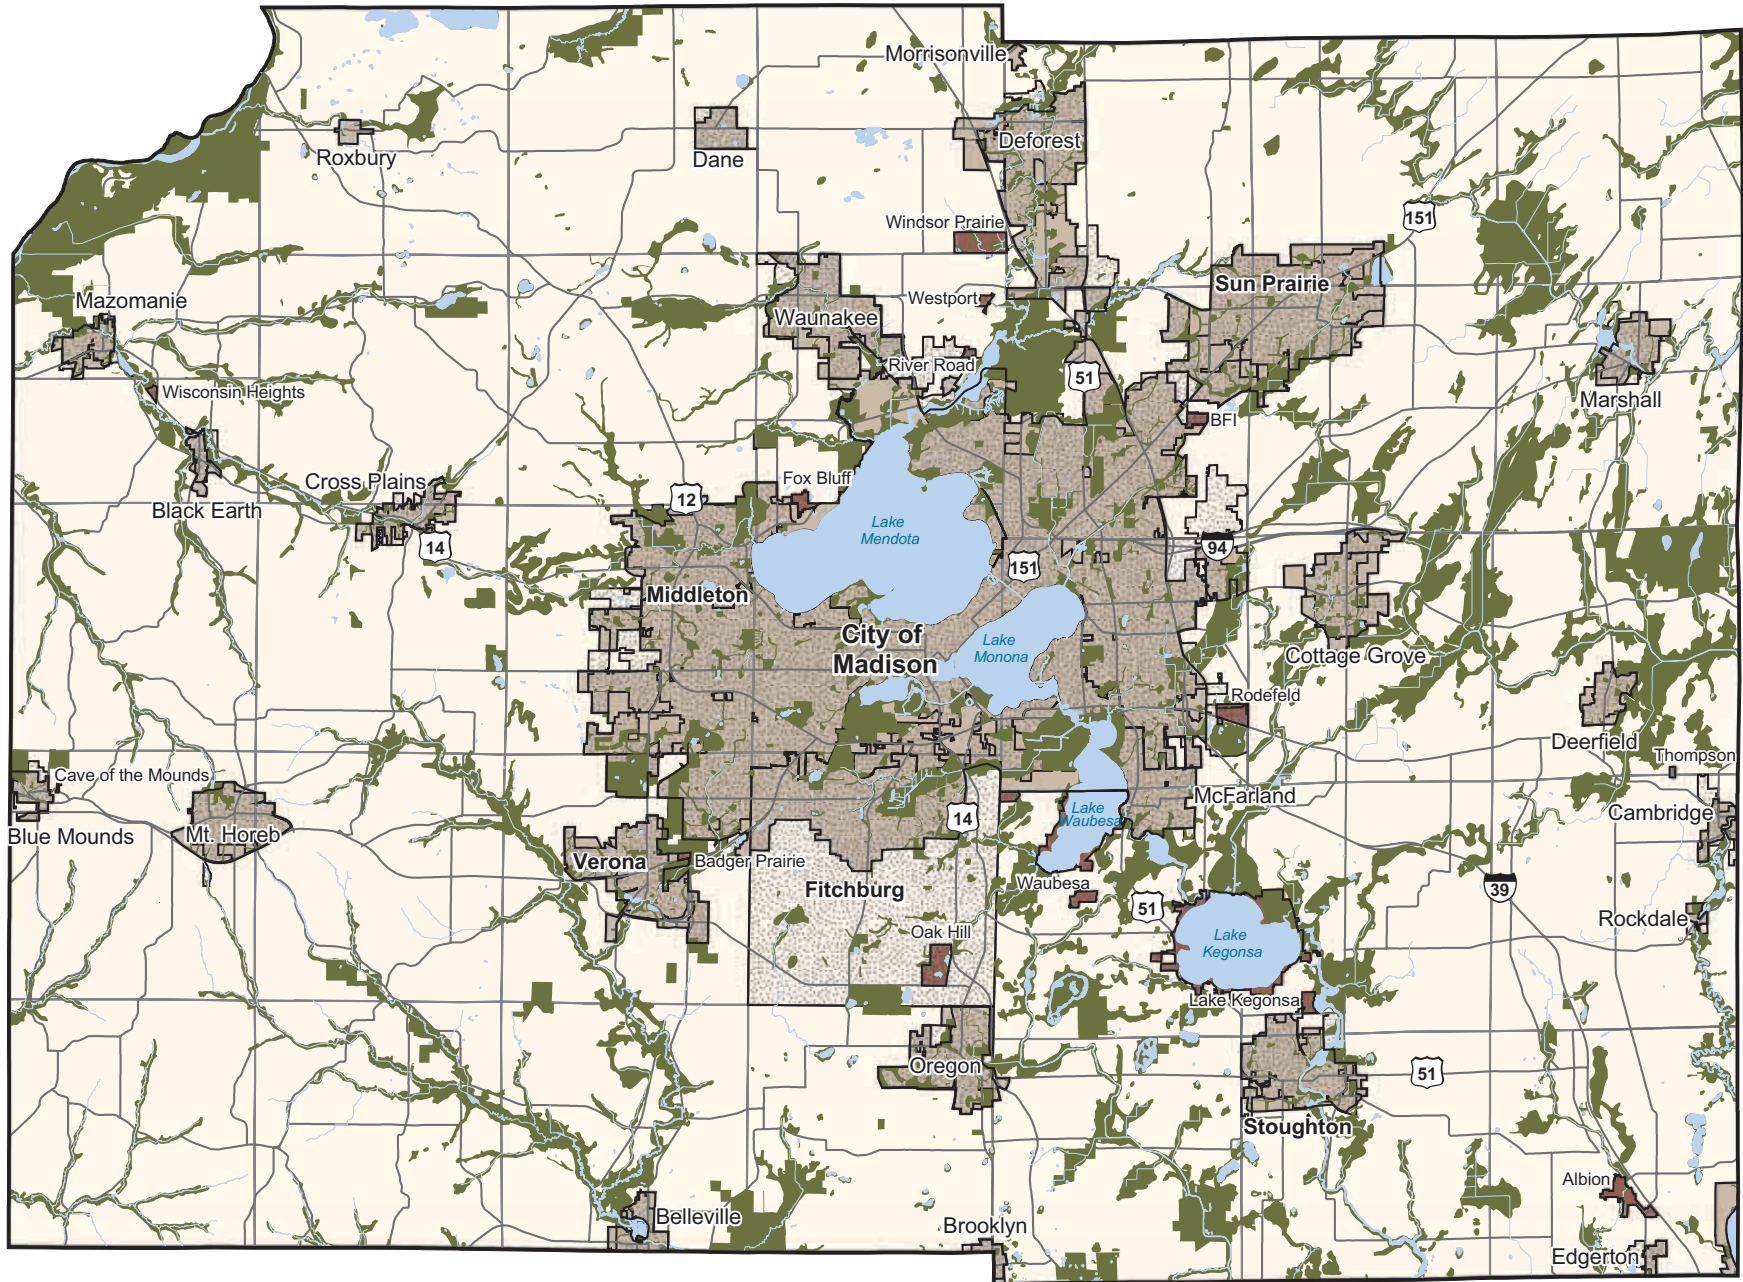 Morrisonville
Roxbury
Dane
Deforest
Windsor Prairie
151
Mazomanie
Westport
Sun Prairie
Waunakee
River Road
51
Wisconsin Heights
Marshall
BFI
Cross Plains
Fox Bluff
12
Black Earth
Lake
Mendota
14
94
151
Middleton
City of
Madison
Lake
Monona
Cottage Grove
Rodefeld
Deerfield
Thompson
Cave of the Mounds
McFarland
Blue Mounds
Mt. Horeb
14
Lake
Waubesa
Cambridge
Verona
Badger Prairie
Fitchburg
Waubesa
39
51
Rockdale
Oak Hill
Lake
Kegonsa
Lake Kegonsa
Oregon
51
Stoughton
Albion
Belleville
Brooklyn
Edgerton